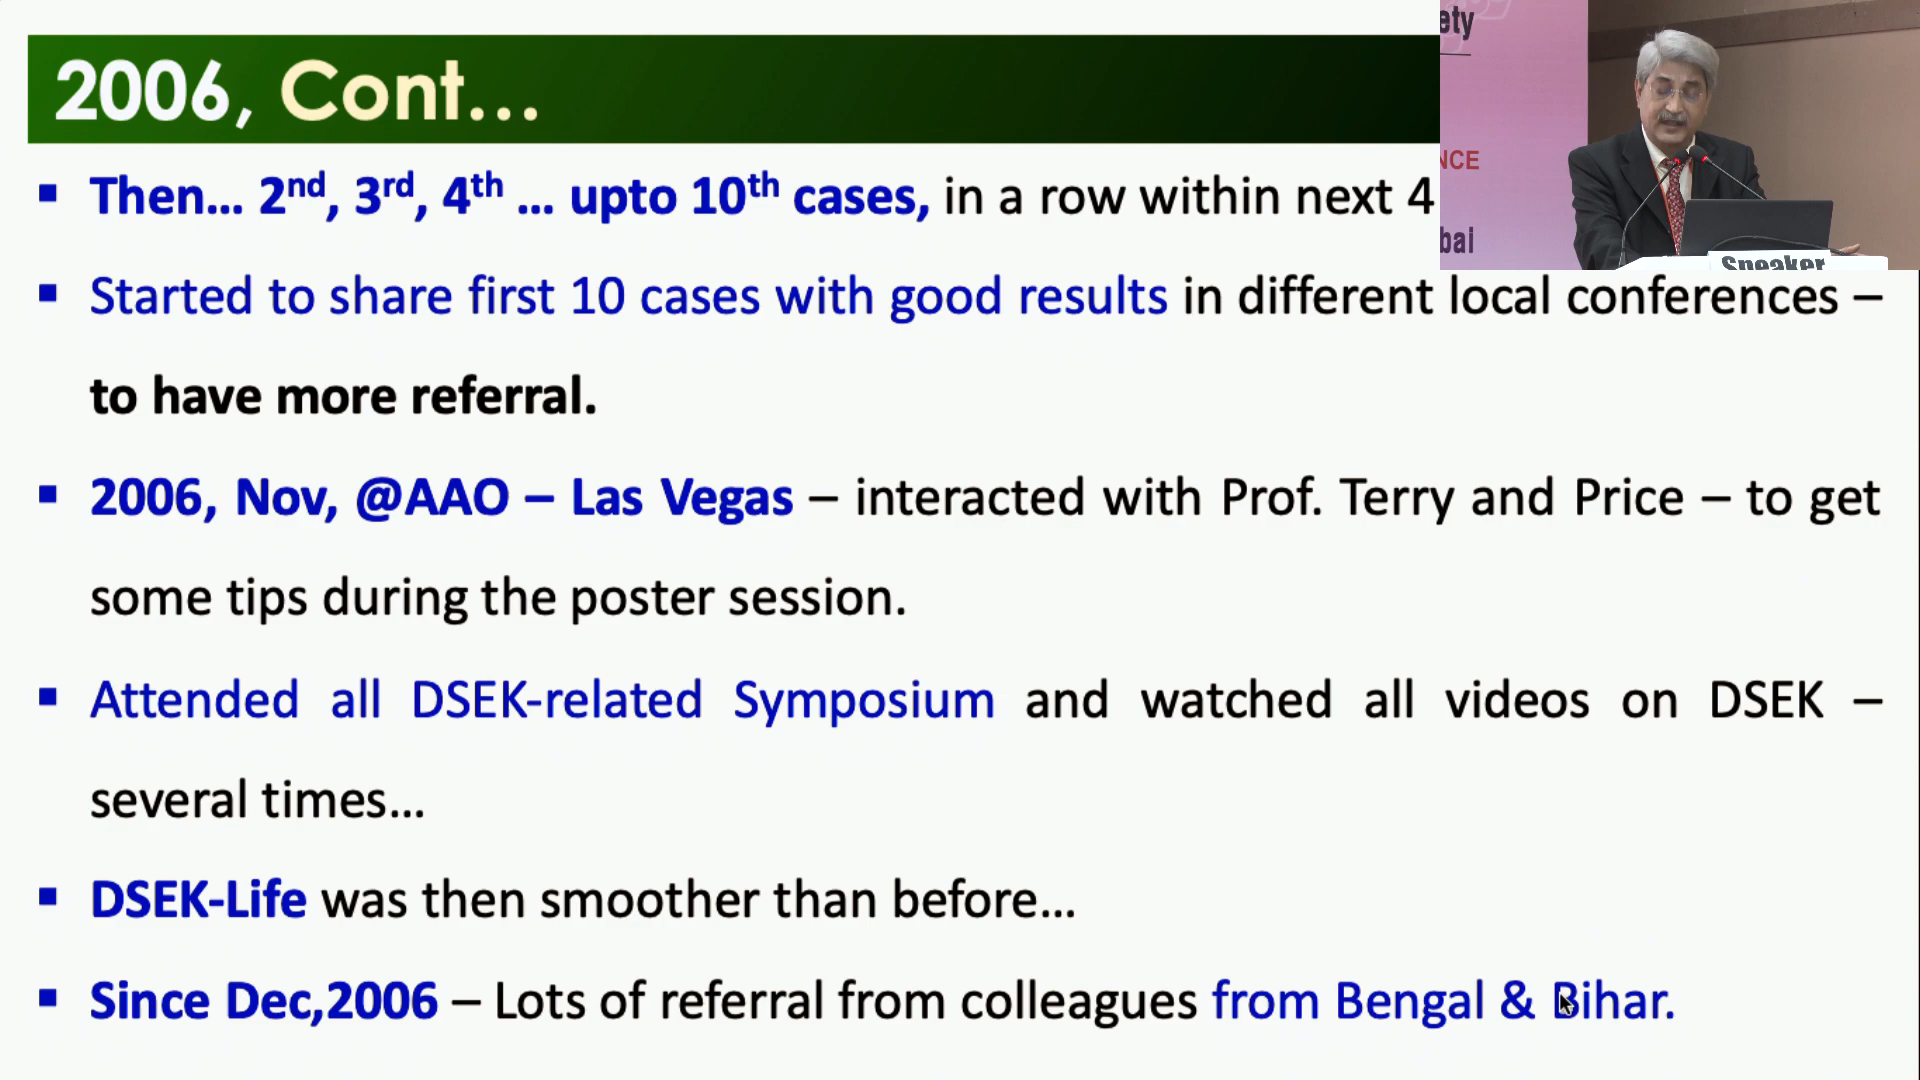 2006, Cont...
ety
NCE
bai
Speaker
▪ Then... 2nd, 3rd, 4th ... upto 10th cases, in a row within next 4
▪ Started to share first 10 cases with good results in different local conferences –
to have more referral.
▪ 2006, Nov, @AAO – Las Vegas – interacted with Prof. Terry and Price – to get
some tips during the poster session.
▪ Attended all DSEK-related Symposium and watched all videos on DSEK –
several times...
▪ DSEK-Life was then smoother than before...
▪ Since Dec,2006 – Lots of referral from colleagues from Bengal & Bihar.